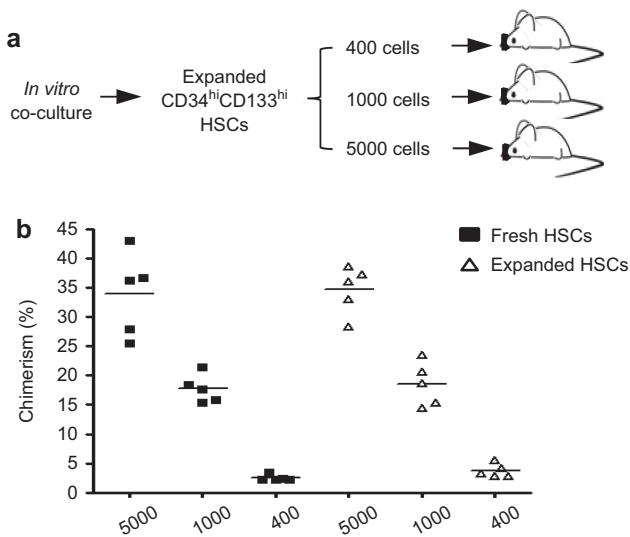 a
In vitro
co-culture
Expanded
CD34hiCD133hi
HSCs
400 cells
1000 cells
5000 cells
b
Chimerism (%)
45
40
35
30
25
20
15
10
5
0
Fresh HSCs
Expanded HSCs
5000 1000 400 5000 1000 400